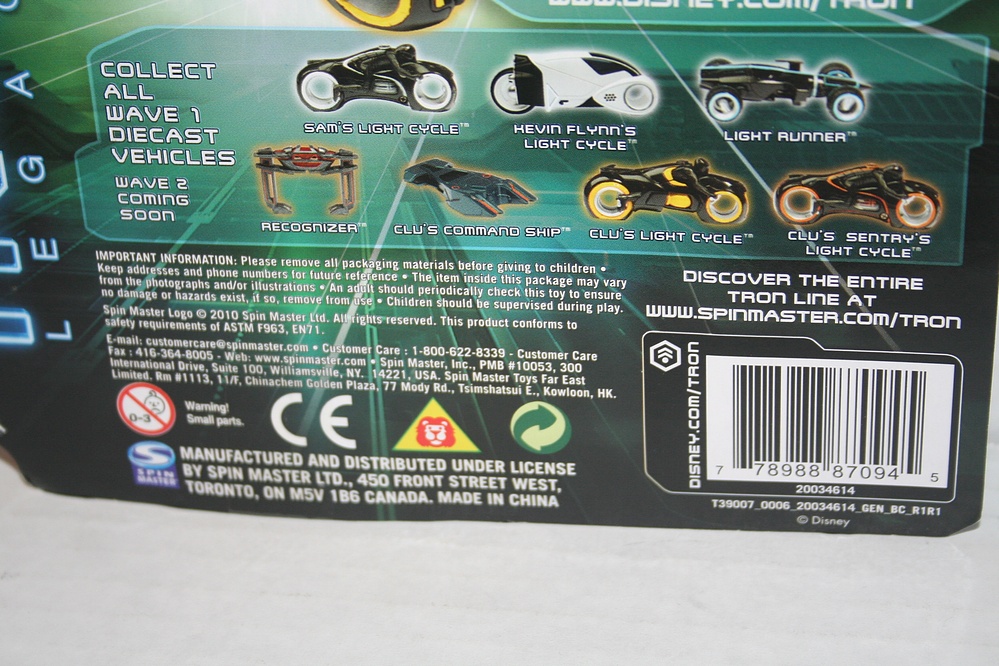 WWW.DISNEY.COM/TRON
LEGAC
COLLECT
ALL
WAVE 1
DIECAST
VEHICLES
WAVE 2
COMING
SOON
SAM'S LIGHT CYCLE™
KEVIN FLYNN'S
LIGHT CYCLE™
LIGHT RUNNER™
RECOGNIZER™
CLU'S COMMAND SHIP™
CLU'S LIGHT CYCLE™
CLU'S SENTRY'S
LIGHT CYCLE™
IMPORTANT INFORMATION: Please remove all packaging materials before giving to children •
Keep addresses and phone numbers for future reference • The item inside this package may vary
from the photographs and/or illustrations • An adult should periodically check this toy to ensure
no damage or hazards exist, if so, remove from use • Children should be supervised during play.
Spin Master Logo © 2010 Spin Master Ltd. All rights reserved. This product conforms to
safety requirements of ASTM F963, EN71.
E-mail: customercare@spinmaster.com • Customer Care : 1-800-622-8339 - Customer Care
Fax : 416-364-8005 - Web: www.spinmaster.com • Spin Master, Inc., PMB #10053, 300
International Drive, Suite 100, Williamsville, NY. 14221, USA. Spin Master Toys Far East
Limited. Rm #1113, 11/F, Chinachem Golden Plaza, 77 Mody Rd., Tsimshatsui E., Kowloon, HK.
0-3
Warning!
Small parts.
CE
SPIN
MASTER
MANUFACTURED AND DISTRIBUTED UNDER LICENSE
BY SPIN MASTER LTD., 450 FRONT STREET WEST,
TORONTO, ON M5V 1B6 CANADA. MADE IN CHINA
DISCOVER THE ENTIRE
TRON LINE AT
WWW.SPINMASTER.COM/TRON
DISNEY.COM/TRON
7 78988 87094 5
20034614
T39007_0006_20034614_GEN_BC_R1R1
© Disney